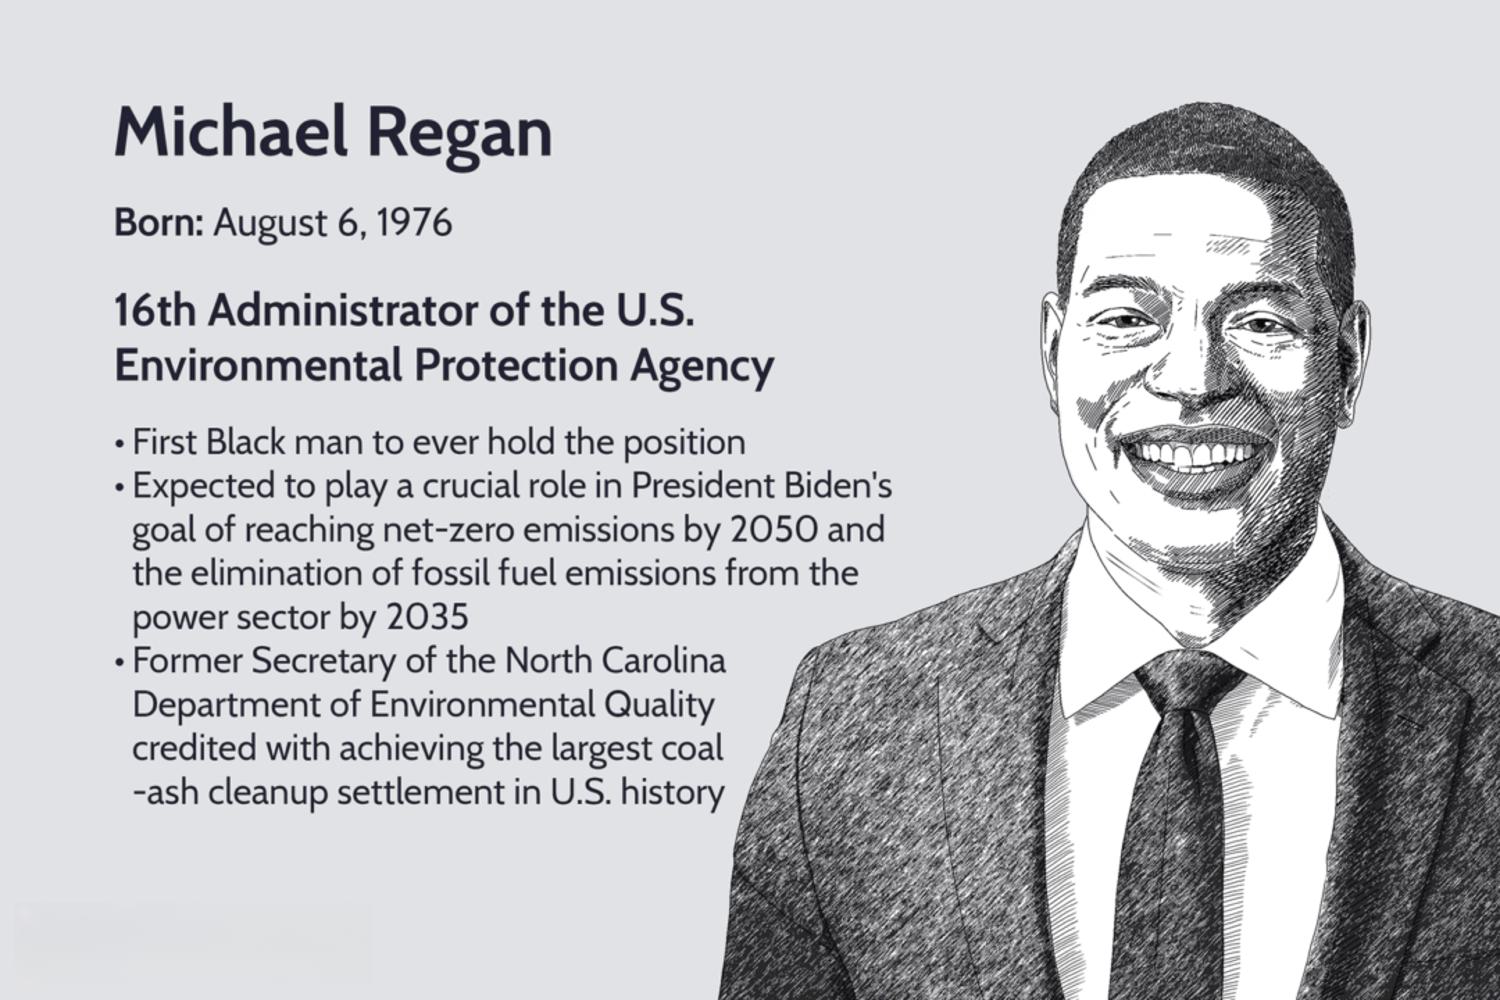 Michael Regan
Born: August 6, 1976
16th Administrator of the U.S.
Environmental Protection Agency
• First Black man to ever hold the position
• Expected to play a crucial role in President Biden's
goal of reaching net-zero emissions by 2050 and
the elimination of fossil fuel emissions from the
power sector by 2035
• Former Secretary of the North Carolina
Department of Environmental Quality
credited with achieving the largest coal
-ash cleanup settlement in U.S. history